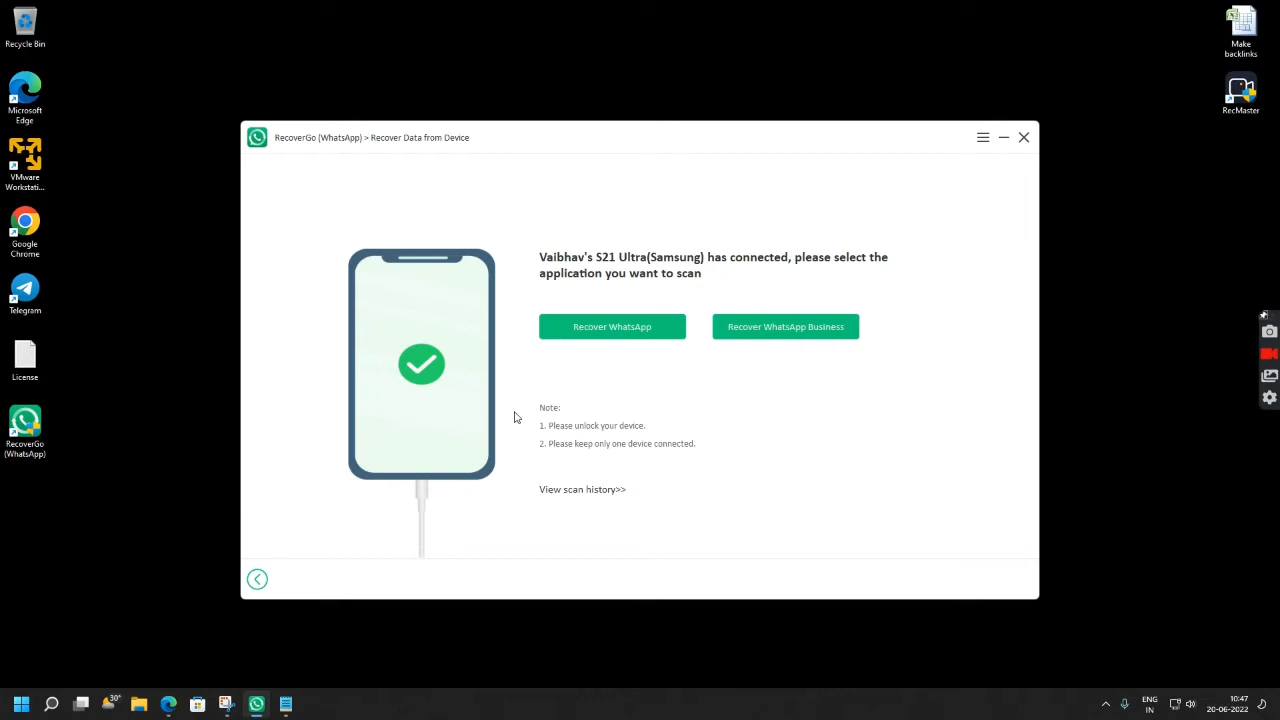 Recycle Bin
Microsoft
Edge
VMware
Workstati...
Google
Chrome
Telegram
License
RecoverGo
(WhatsApp)
Make
backlinks
RecMaster
RecoverGo (WhatsApp) > Recover Data from Device
Vaibhav's S21 Ultra(Samsung) has connected, please select the
application you want to scan
Recover WhatsApp
Recover WhatsApp Business
Note:
1. Please unlock your device.
2. Please keep only one device connected.
View scan history>>
30°
ENG
IN
10:47
20-06-2022